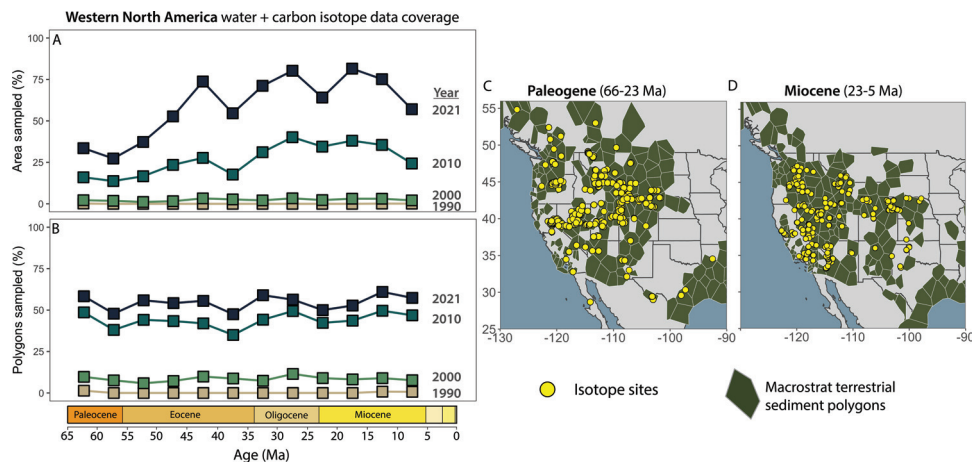 Western North America water + carbon isotope data coverage
A
100
75
50
25
0
Area sampled (%)
Year
2021
2010
2000
1990
B
100
75
50
25
0
Polygons sampled (%)
2021
2010
2000
1990
Paleocene Eocene Oligocene Miocene
65 60 55 50 45 40 35 30 25 20 15 10 5 0
Age (Ma)
C Paleogene (66-23 Ma)
55
50
45
40
35
30
25
-130 -120 -110 -100 -90
D Miocene (23-5 Ma)
-120 -110 -100 -90
Isotope sites
Macrostrat terrestrial
sediment polygons